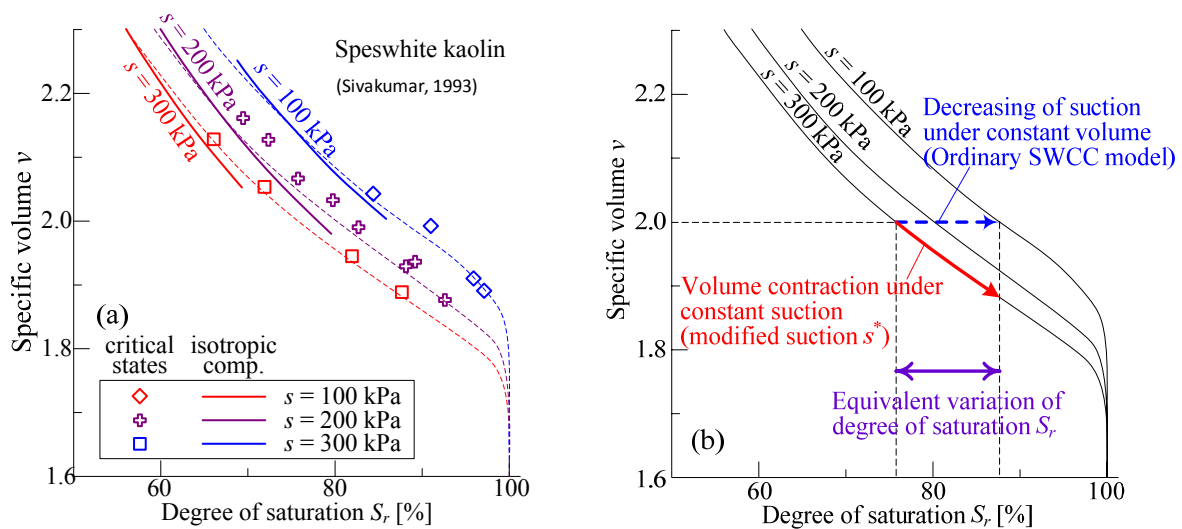 Speswhite kaolin
(Sivakumar, 1993)
s = 100 kPa
s = 200 kPa
s = 300 kPa
(a)
critical
states
isotropic
comp.
s = 100 kPa
s = 200 kPa
s = 300 kPa
Specific volume v
2.2
2.0
1.8
1.6
60
80
100
Degree of saturation Sr [%]
s = 100 kPa
s = 200 kPa
s = 300 kPa
Decreasing of suction
under constant volume
(Ordinary SWCC model)
Volume contraction under
constant suction
(modified suction s*)
Equivalent variation of
degree of saturation Sr
(b)
Specific volume v
2.2
2.0
1.8
1.6
60
80
100
Degree of saturation Sr [%]